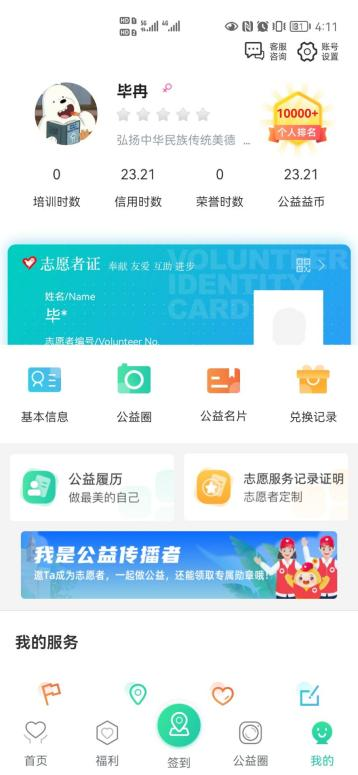 HD 1 5G 4G 31 4:11
HD 2
客服咨询 账号设置
毕冉
10000+
个人排名
弘扬中华民族传统美德 ...
0 23.21 0 23.21
培训时数 信用时数 荣誉时数 公益益币
志愿者证 奉献 友爱 互助 进步
VOLUNTEER
IDENTITY
CARD
姓名/Name
毕*
志愿者编号/Volunteer No.
基本信息 公益圈 公益名片 兑换记录
公益履历 志愿服务记录证明
做最美的自己 志愿者定制
我是公益传播者
邀Ta成为志愿者,一起做公益,还能领取专属勋章哦!
我的服务
首页 福利 签到 公益圈 我的